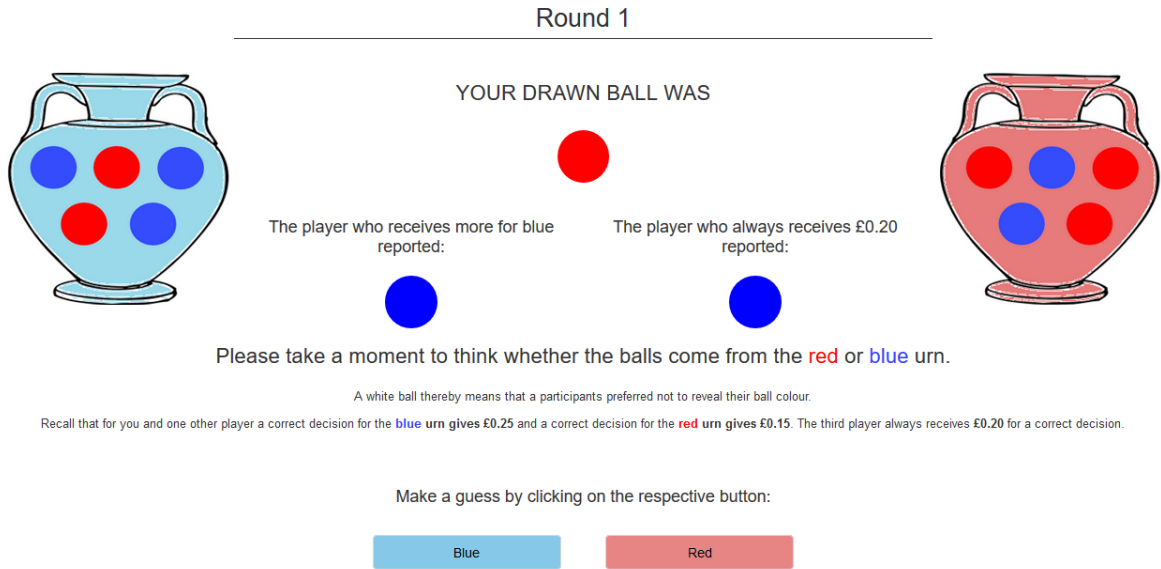 Round 1
YOUR DRAWN BALL WAS
The player who receives more for blue
reported:
The player who always receives £0.20
reported:
Please take a moment to think whether the balls come from the red or blue urn.
A white ball thereby means that a participants preferred not to reveal their ball colour.
Recall that for you and one other player a correct decision for the blue urn gives £0.25 and a correct decision for the red urn gives £0.15. The third player always receives £0.20 for a correct decision.
Make a guess by clicking on the respective button:
Blue
Red